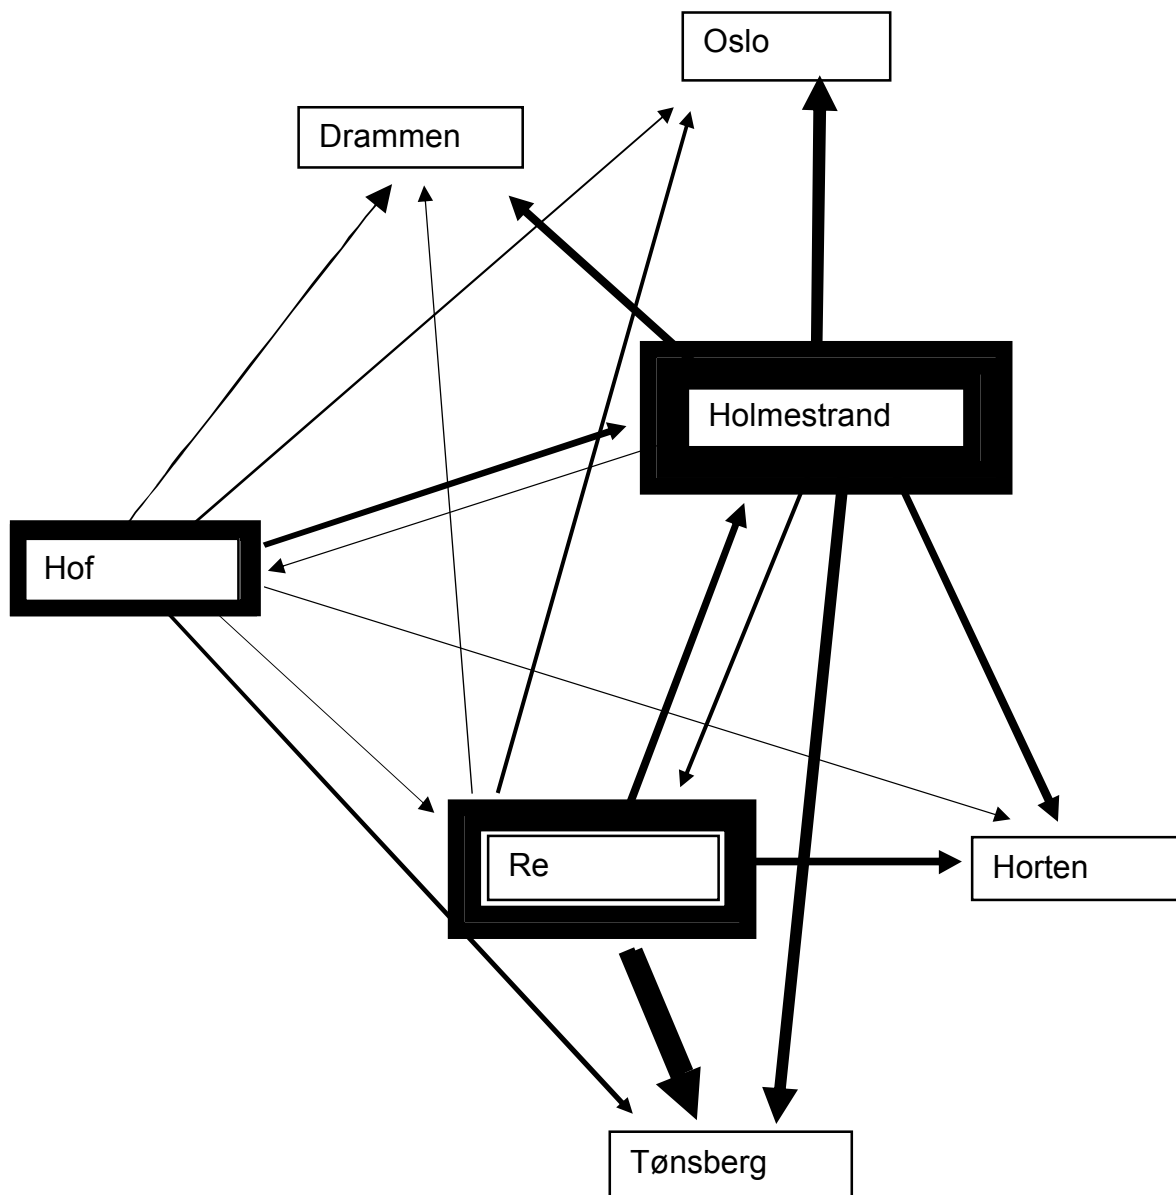 Oslo
Drammen
Holmestrand
Hof
Re
Horten
Tønsberg